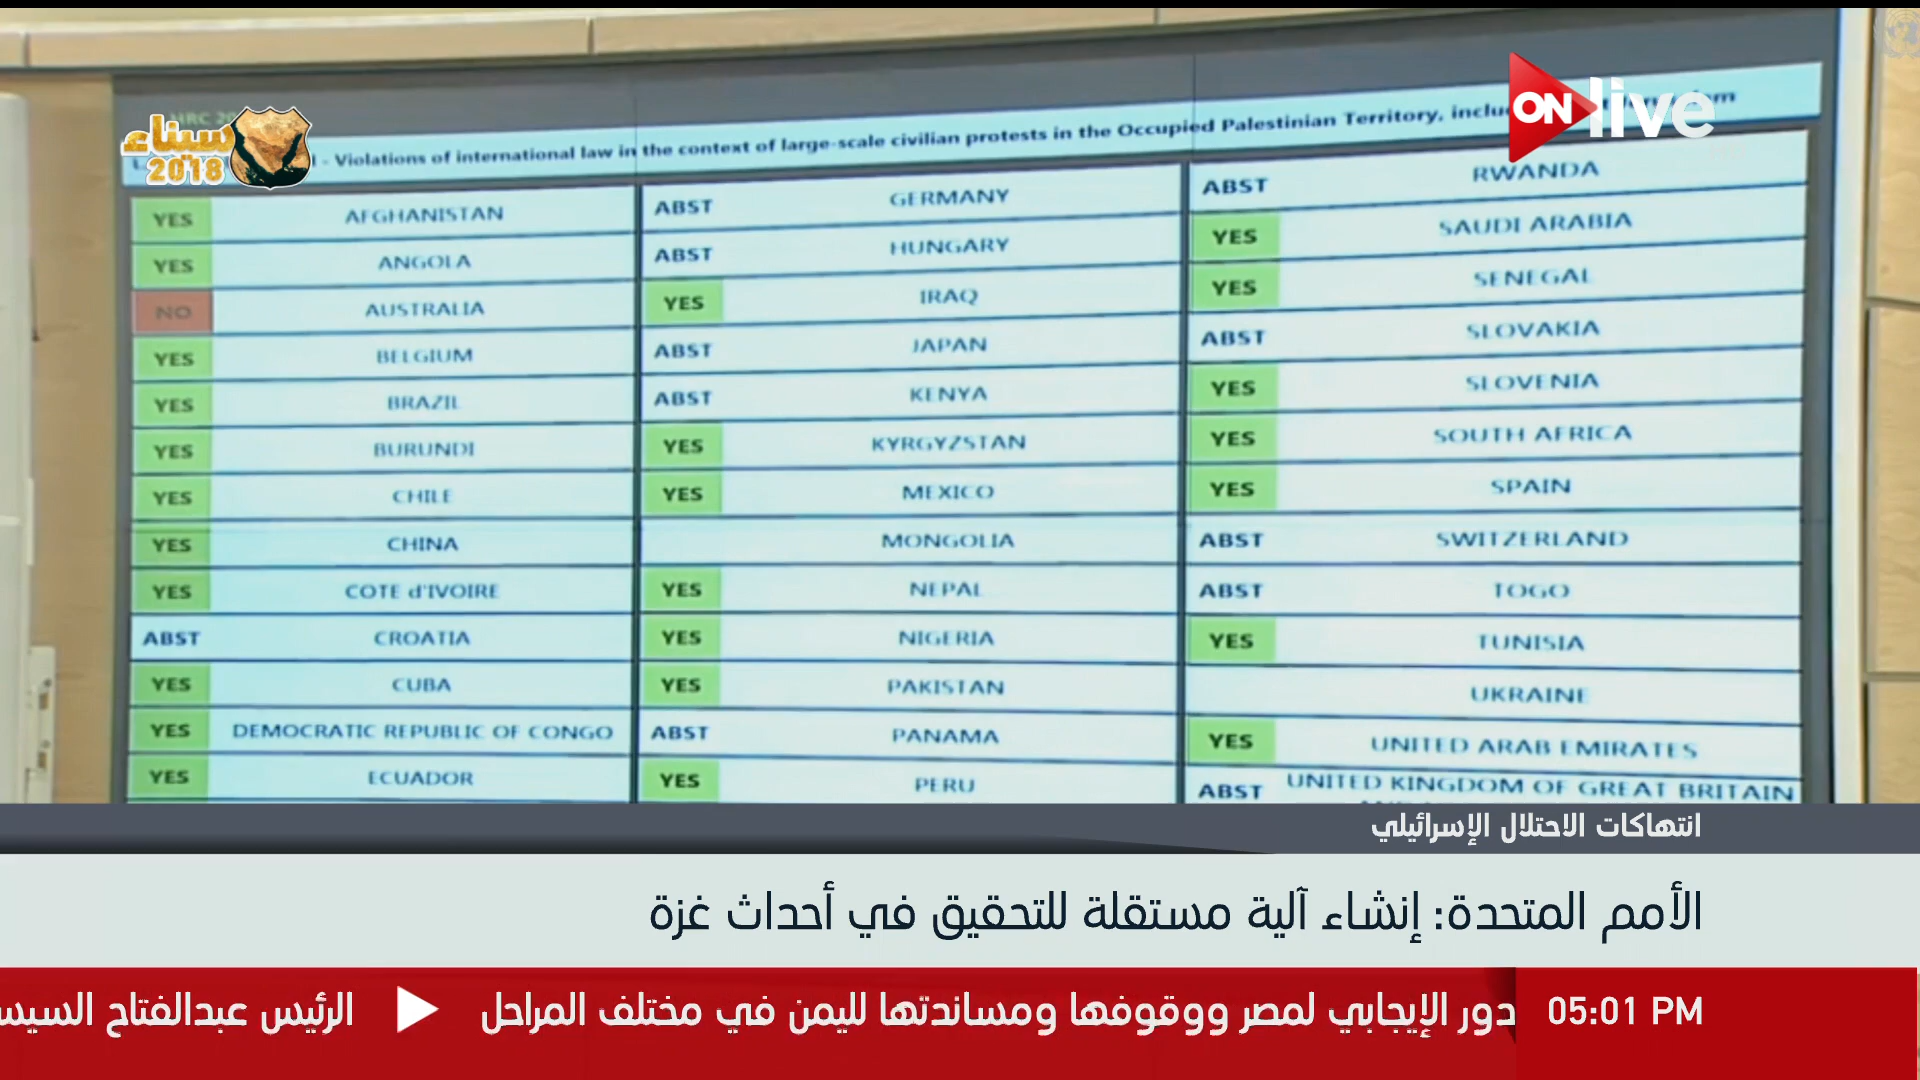 HRC
سيناء
2018
ON live
- Violations of international law in the context of large-scale civilian protests in the Occupied Palestinian Territory,
YES AFGHANISTAN
YES ANGOLA
NO AUSTRALIA
YES BELGIUM
YES BRAZIL
YES BURUNDI
YES CHILE
YES CHINA
YES COTE d'IVOIRE
ABST CROATIA
YES CUBA
YES DEMOCRATIC REPUBLIC OF CONGO
YES ECUADOR
ABST GERMANY
ABST HUNGARY
YES IRAQ
ABST JAPAN
ABST KENYA
YES KYRGYZSTAN
YES MEXICO
MONGOLIA
YES NEPAL
YES NIGERIA
YES PAKISTAN
ABST PANAMA
YES PERU
ABST RWANDA
YES SAUDI ARABIA
YES SENEGAL
ABST SLOVAKIA
YES SLOVENIA
YES SOUTH AFRICA
YES SPAIN
ABST SWITZERLAND
ABST TOGO
YES TUNISIA
UKRAINE
YES UNITED ARAB EMIRATES
ABST UNITED KINGDOM OF GREAT BRITAIN
انتهاكات الاحتلال الإسرائيلي
الأمم المتحدة: إنشاء آلية مستقلة للتحقيق في أحداث غزة
دور الإيجابي لمصر ووقوفها ومساندتها لليمن في مختلف المراحل الرئيس عبدالفتاح السيس
05:01 PM